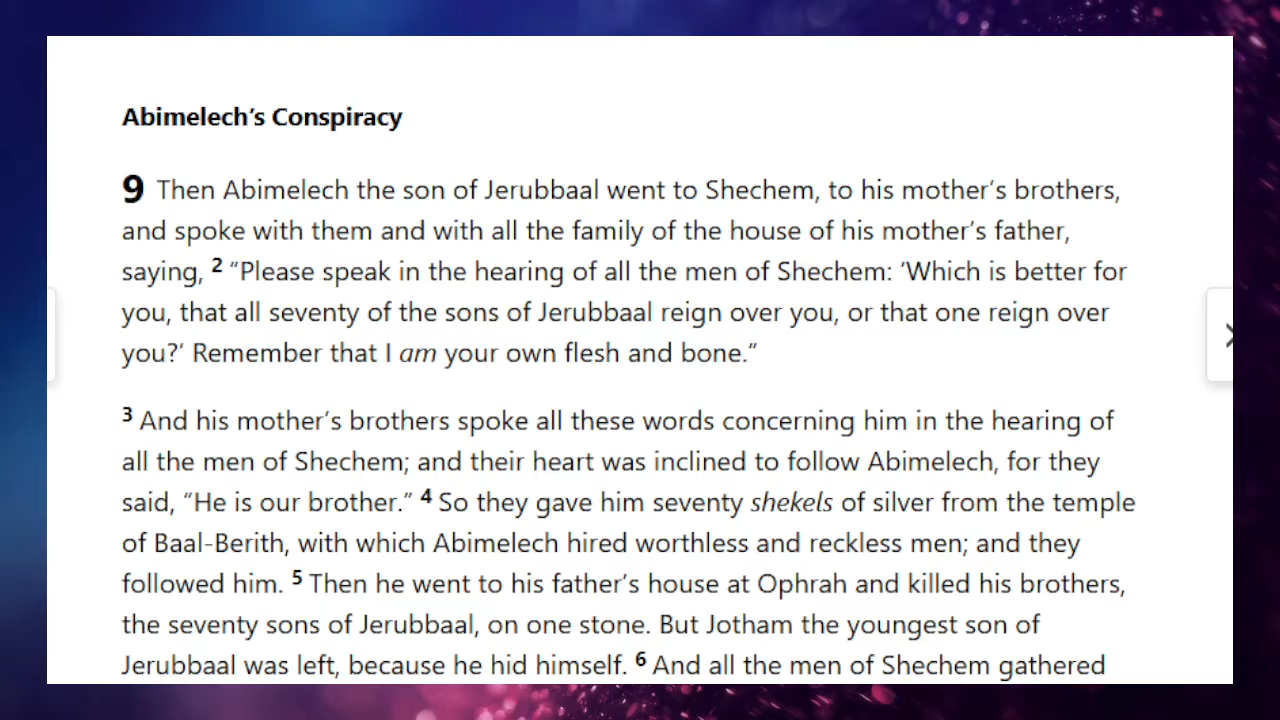 Abimelech’s Conspiracy
9 Then Abimelech the son of Jerubbaal went to Shechem, to his mother’s brothers,
and spoke with them and with all the family of the house of his mother’s father,
saying, 2 “Please speak in the hearing of all the men of Shechem: ‘Which is better for
you, that all seventy of the sons of Jerubbaal reign over you, or that one reign over
you?’ Remember that I am your own flesh and bone.”
3 And his mother’s brothers spoke all these words concerning him in the hearing of
all the men of Shechem; and their heart was inclined to follow Abimelech, for they
said, “He is our brother.” 4 So they gave him seventy shekels of silver from the temple
of Baal-Berith, with which Abimelech hired worthless and reckless men; and they
followed him. 5 Then he went to his father’s house at Ophrah and killed his brothers,
the seventy sons of Jerubbaal, on one stone. But Jotham the youngest son of
Jerubbaal was left, because he hid himself. 6 And all the men of Shechem gathered